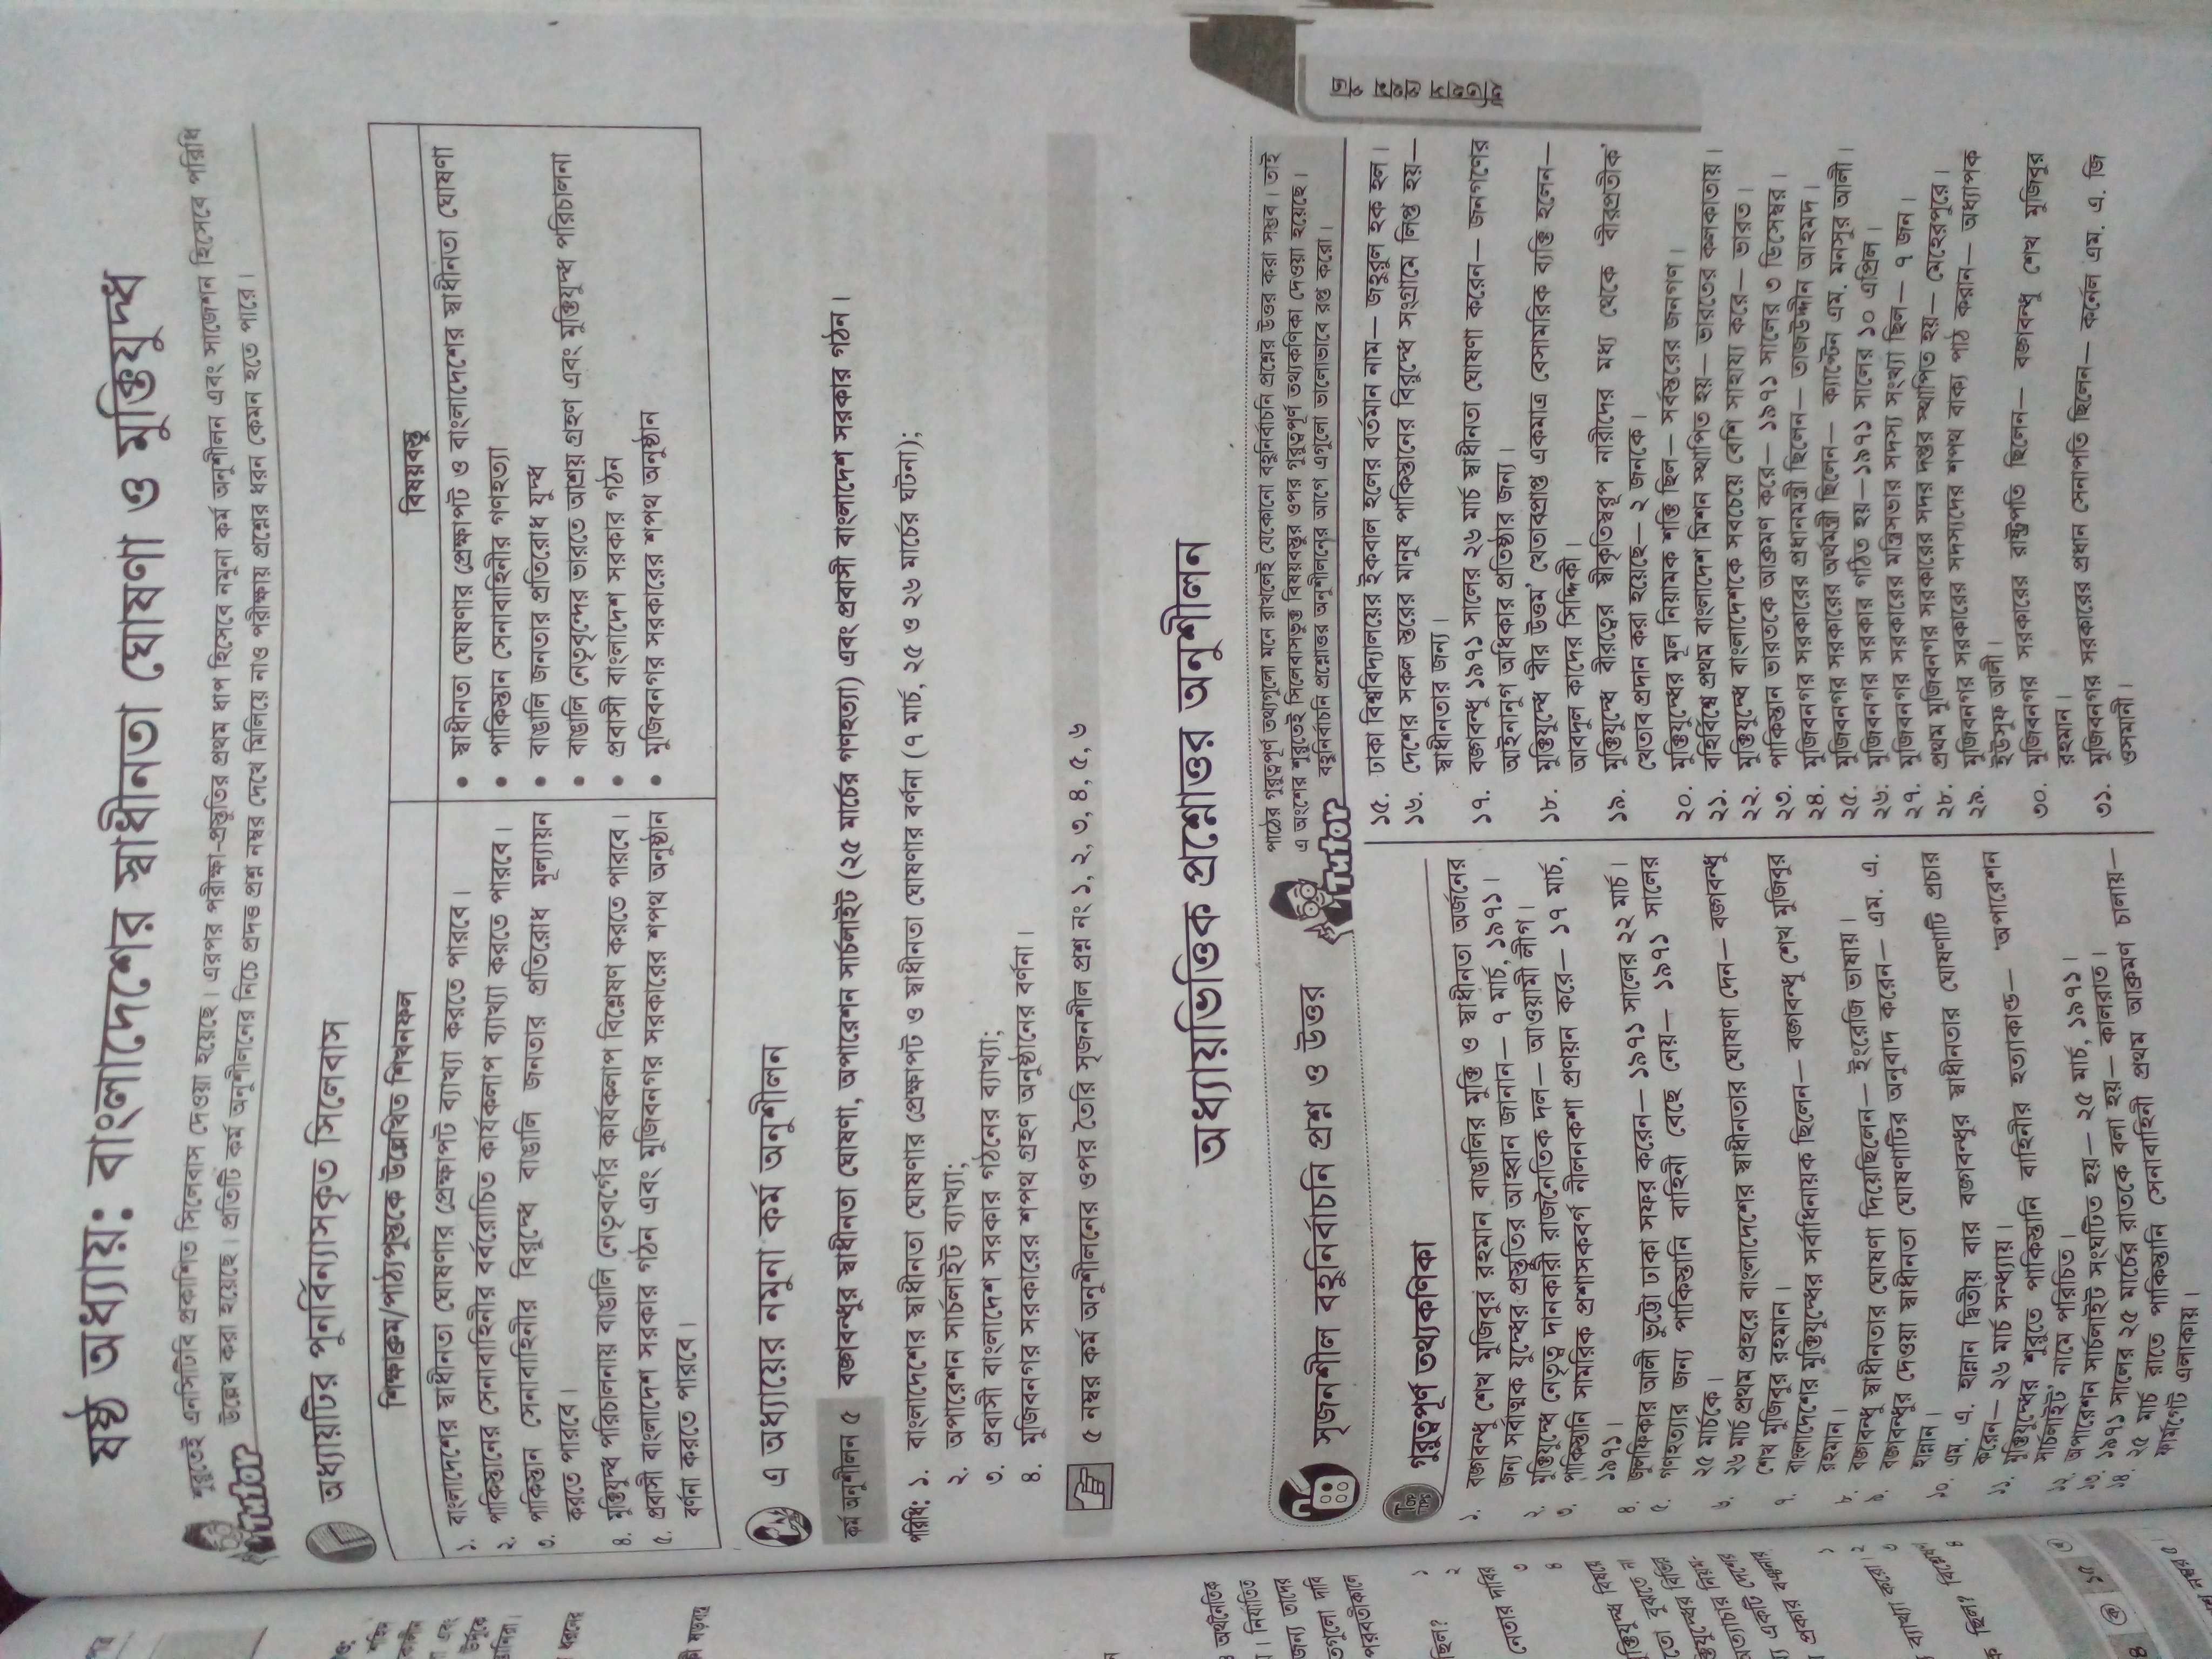 ষষ্ঠ অধ্যায়: বাংলাদেশের স্বাধীনতা ঘোষণা ও মুক্তিযুদ্ধ
শুরুতেই এনসিটিবি প্রকাশিত সিলেবাস দেওয়া হয়েছে। এরপর পরীক্ষা-প্রস্তুতির প্রথম ধাপ হিসেবে নমুনা কর্ম অনুশীলন এবং সাজেশন হিসেবে পরিধি
উল্লেখ করা হয়েছে। প্রতিটি কর্ম অনুশীলনের নিচে প্রদত্ত প্রশ্ন নম্বর দেখে মিলিয়ে নাও পরীক্ষায় প্রশ্নের ধরন কেমন হতে পারে।
iTutor
অধ্যায়টির পুনর্বিন্যাসকৃত সিলেবাস
শিক্ষাক্রম/পাঠ্যপুস্তকে উল্লেখিত শিখনফল
১. বাংলাদেশের স্বাধীনতা ঘোষণার প্রেক্ষাপট ব্যাখ্যা করতে পারবে।
২. পাকিস্তানের সেনাবাহিনীর বর্বরোচিত কার্যকলাপ ব্যাখ্যা করতে পারবে।
৩. পাকিস্তান সেনাবাহিনীর বিরুদ্ধে বাঙালি জনতার প্রতিরোধ মূল্যায়ন
করতে পারবে।
৪. মুক্তিযুদ্ধ পরিচালনায় বাঙালি নেতৃবর্গের কার্যকলাপ বিশ্লেষণ করতে পারবে।
৫. প্রবাসী বাংলাদেশ সরকার গঠন এবং মুজিবনগর সরকারের শপথ অনুষ্ঠান
বর্ণনা করতে পারবে।
বিষয়বস্তু
• স্বাধীনতা ঘোষণার প্রেক্ষাপট ও বাংলাদেশের স্বাধীনতা ঘোষণা
• পাকিস্তান সেনাবাহিনীর গণহত্যা
• বাঙালি জনতার প্রতিরোধ যুদ্ধ
• বাঙালি নেতৃবৃন্দের ভারতে আশ্রয় গ্রহণ এবং মুক্তিযুদ্ধ পরিচালনা
• প্রবাসী বাংলাদেশ সরকার গঠন
• মুজিবনগর সরকারের শপথ অনুষ্ঠান
এ অধ্যায়ের নমুনা কর্ম অনুশীলন
কর্ম অনুশীলন ৫ বঙ্গবন্ধুর স্বাধীনতা ঘোষণা, অপারেশন সার্চলাইট (২৫ মার্চের গণহত্যা) এবং প্রবাসী বাংলাদেশ সরকার গঠন।
পরিধি: ১. বাংলাদেশের স্বাধীনতা ঘোষণার প্রেক্ষাপট ও স্বাধীনতা ঘোষণার বর্ণনা (৭ মার্চ, ২৫ ও ২৬ মার্চের ঘটনা);
২. অপারেশন সার্চলাইট ব্যাখ্যা;
৩. প্রবাসী বাংলাদেশ সরকার গঠনের ব্যাখ্যা;
৪. মুজিবনগর সরকারের শপথ গ্রহণ অনুষ্ঠানের বর্ণনা।
৫ নম্বর কর্ম অনুশীলনের ওপর তৈরি সৃজনশীল প্রশ্ন নং ১, ২, ৩, ৪, ৫, ৬
অধ্যায়ভিত্তিক প্রশ্নোত্তর অনুশীলন
সৃজনশীল বহুনির্বাচনি প্রশ্ন ও উত্তর
iTutor
পাঠের গুরুত্বপূর্ণ তথ্যগুলো মনে রাখলেই যেকোনো বহুনির্বাচনি প্রশ্নের উত্তর করা সম্ভব। তাই
এ অংশের শুরুতেই সিলেবাসভুক্ত বিষয়বস্তুর ওপর গুরুত্বপূর্ণ তথ্যকণিকা দেওয়া হয়েছে।
বহুনির্বাচনি প্রশ্নোত্তর অনুশীলনের আগে এগুলো ভালোভাবে রপ্ত করো।
TOP TIPS
গুরুত্বপূর্ণ তথ্যকণিকা
১. বঙ্গবন্ধু শেখ মুজিবুর রহমান বাঙালির মুক্তি ও স্বাধীনতা অর্জনের
জন্য সর্বাত্মক যুদ্ধের প্রস্তুতির আহ্বান জানান— ৭ মার্চ, ১৯৭১।
২. মুক্তিযুদ্ধে নেতৃত্ব দানকারী রাজনৈতিক দল— আওয়ামী লীগ।
৩. পাকিস্তানি সামরিক প্রশাসকবর্গ নীলনকশা প্রণয়ন করে— ১৭ মার্চ,
১৯৭১।
৪. জুলফিকার আলী ভুট্টো ঢাকা সফর করেন— ১৯৭১ সালের ২২ মার্চ।
৫. গণহত্যার জন্য পাকিস্তানি বাহিনী বেছে নেয়— ১৯৭১ সালের
২৫ মার্চকে।
৬. ২৬ মার্চ প্রথম প্রহরে বাংলাদেশের স্বাধীনতার ঘোষণা দেন— বঙ্গবন্ধু
শেখ মুজিবুর রহমান।
৭. বাংলাদেশের মুক্তিযুদ্ধের সর্বাধিনায়ক ছিলেন— বঙ্গবন্ধু শেখ মুজিবুর
রহমান।
৮. বঙ্গবন্ধু স্বাধীনতার ঘোষণা দিয়েছিলেন— ইংরেজি ভাষায়।
৯. বঙ্গবন্ধুর দেওয়া স্বাধীনতা ঘোষণাটির অনুবাদ করেন— এম. এ.
হান্নান।
১০. এম. এ. হান্নান দ্বিতীয় বার বঙ্গবন্ধুর স্বাধীনতার ঘোষণাটি প্রচার
করেন— ২৬ মার্চ সন্ধ্যায়।
১১. মুক্তিযুদ্ধের শুরুতে পাকিস্তানি বাহিনীর হত্যাকাণ্ড— 'অপারেশন
সার্চলাইট' নামে পরিচিত।
১২. অপারেশন সার্চলাইট সংঘটিত হয়— ২৫ মার্চ, ১৯৭১।
১৩. ১৯৭১ সালের ২৫ মার্চের রাতকে বলা হয়— কালরাত।
১৪. ২৫ মার্চ রাতে পাকিস্তানি সেনাবাহিনী প্রথম আক্রমণ চালায়—
ফার্মগেট এলাকায়।
১৫. ঢাকা বিশ্ববিদ্যালয়ের ইকবাল হলের বর্তমান নাম— জহুরুল হক হল।
১৬. দেশের সকল স্তরের মানুষ পাকিস্তানের বিরুদ্ধে সংগ্রামে লিপ্ত হয়—
স্বাধীনতার জন্য।
১৭. বঙ্গবন্ধু ১৯৭১ সালের ২৬ মার্চ স্বাধীনতা ঘোষণা করেন— জনগণের
আইনানুগ অধিকার প্রতিষ্ঠার জন্য।
১৮. মুক্তিযুদ্ধে 'বীর উত্তম' খেতাবপ্রাপ্ত একমাত্র বেসামরিক ব্যক্তি হলেন—
আবদুল কাদের সিদ্দিকী।
১৯. মুক্তিযুদ্ধে বীরত্বের স্বীকৃতিস্বরূপ নারীদের মধ্য থেকে 'বীরপ্রতীক'
খেতাব প্রদান করা হয়েছে— ২ জনকে।
২০. মুক্তিযুদ্ধের মূল নিয়ামক শক্তি ছিল— সর্বস্তরের জনগণ।
২১. বহির্বিশ্বে প্রথম বাংলাদেশ মিশন স্থাপিত হয়— ভারতের কলকাতায়।
২২. মুক্তিযুদ্ধে বাংলাদেশকে সবচেয়ে বেশি সাহায্য করে— ভারত।
২৩. পাকিস্তান ভারতকে আক্রমণ করে— ১৯৭১ সালের ৩ ডিসেম্বর।
২৪. মুজিবনগর সরকারের প্রধানমন্ত্রী ছিলেন— তাজউদ্দীন আহমদ।
২৫. মুজিবনগর সরকারের অর্থমন্ত্রী ছিলেন— ক্যাপ্টেন এম. মনসুর আলী।
২৬. মুজিবনগর সরকার গঠিত হয়—১৯৭১ সালের ১০ এপ্রিল।
২৭. মুজিবনগর সরকারের মন্ত্রিসভার সদস্য সংখ্যা ছিল— ৭ জন।
২৮. প্রথম মুজিবনগর সরকারের সদর দপ্তর স্থাপিত হয়— মেহেরপুরে।
২৯. মুজিবনগর সরকারের সদস্যদের শপথ বাক্য পাঠ করান— অধ্যাপক
ইউসুফ আলী।
৩০. মুজিবনগর সরকারের রাষ্ট্রপতি ছিলেন— বঙ্গবন্ধু শেখ মুজিবুর
রহমান।
৩১. মুজিবনগর সরকারের প্রধান সেনাপতি ছিলেন— কর্নেল এম. এ. জি
ওসমানী।
ইতিহাস প্রথম পত্র